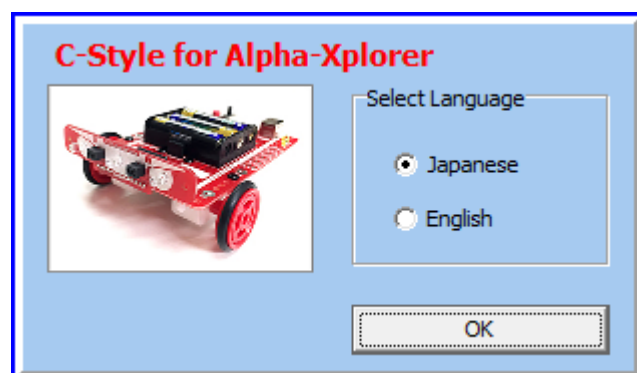 C-Style for Alpha-Xplorer
Select Language
Japanese
English
OK